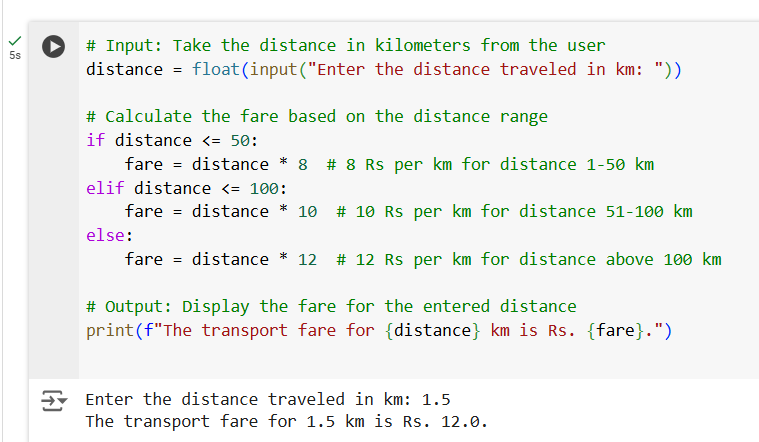 5s
# Input: Take the distance in kilometers from the user
distance = float(input("Enter the distance traveled in km: "))
# Calculate the fare based on the distance range
if distance <= 50:
    fare = distance * 8  # 8 Rs per km for distance 1-50 km
elif distance <= 100:
    fare = distance * 10  # 10 Rs per km for distance 51-100 km
else:
    fare = distance * 12  # 12 Rs per km for distance above 100 km
# Output: Display the fare for the entered distance
print(f"The transport fare for {distance} km is Rs. {fare}.")
Enter the distance traveled in km: 1.5
The transport fare for 1.5 km is Rs. 12.0.